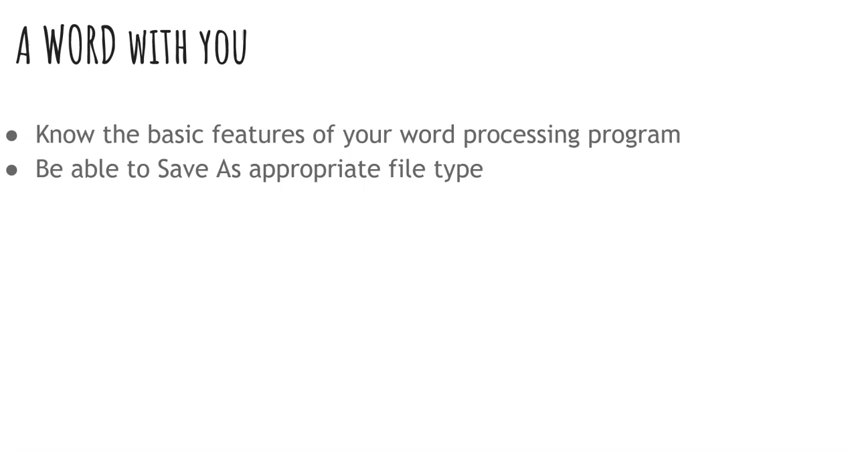 A WORD WITH YOU
● Know the basic features of your word processing program
● Be able to Save As appropriate file type